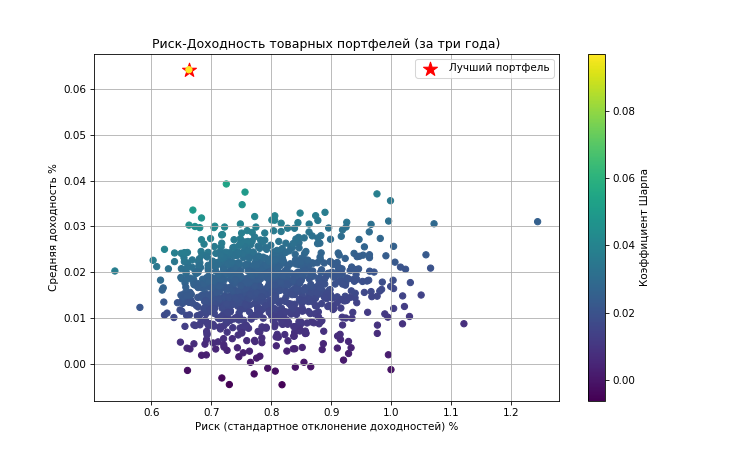 Риск-Доходность товарных портфелей (за три года)
Лучший портфель
Средняя доходность %
0.06
0.05
0.04
0.03
0.02
0.01
0.00
0.6 0.7 0.8 0.9 1.0 1.1 1.2
Риск (стандартное отклонение доходностей) %
0.08
0.06
0.04
0.02
0.00
Коэффициент Шарпа